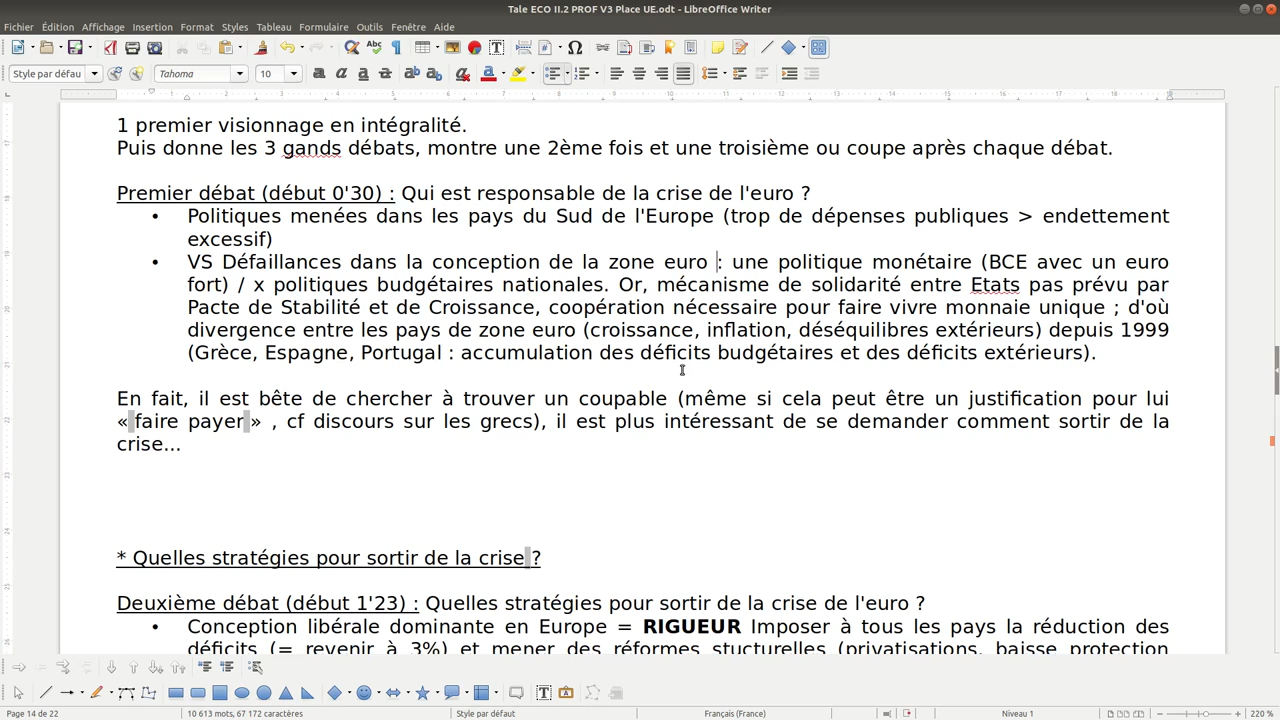 Tale ECO II.2 PROF V3 Place UE.odt - LibreOffice Writer
Fichier Édition Affichage Insertion Format Styles Tableau Formulaire Outils Fenêtre Aide
Style par défau Tahoma 10
1 premier visionnage en intégralité.
Puis donne les 3 gands débats, montre une 2ème fois et une troisième ou coupe après chaque débat.
Premier débat (début 0'30) : Qui est responsable de la crise de l'euro ?
• Politiques menées dans les pays du Sud de l'Europe (trop de dépenses publiques > endettement
excessif)
• VS Défaillances dans la conception de la zone euro : une politique monétaire (BCE avec un euro
fort) / x politiques budgétaires nationales. Or, mécanisme de solidarité entre Etats pas prévu par
Pacte de Stabilité et de Croissance, coopération nécessaire pour faire vivre monnaie unique ; d'où
divergence entre les pays de zone euro (croissance, inflation, déséquilibres extérieurs) depuis 1999
(Grèce, Espagne, Portugal : accumulation des déficits budgétaires et des déficits extérieurs).
En fait, il est bête de chercher à trouver un coupable (même si cela peut être un justification pour lui
« faire payer » , cf discours sur les grecs), il est plus intéressant de se demander comment sortir de la
crise...
* Quelles stratégies pour sortir de la crise ?
Deuxième débat (début 1'23) : Quelles stratégies pour sortir de la crise de l'euro ?
• Conception libérale dominante en Europe = RIGUEUR Imposer à tous les pays la réduction des
déficits (= revenir à 3%) et mener des réformes stucturelles (privatisations, baisse protection
Page 14 de 22 10 613 mots, 67 172 caractères Style par défaut Français (France) Niveau 1 220 %